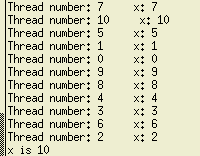 Thread number: 7     x: 7
Thread number: 10     x: 10
Thread number: 5     x: 5
Thread number: 1     x: 1
Thread number: 0     x: 0
Thread number: 9     x: 9
Thread number: 8     x: 8
Thread number: 4     x: 4
Thread number: 3     x: 3
Thread number: 6     x: 6
Thread number: 2     x: 2
x is 10